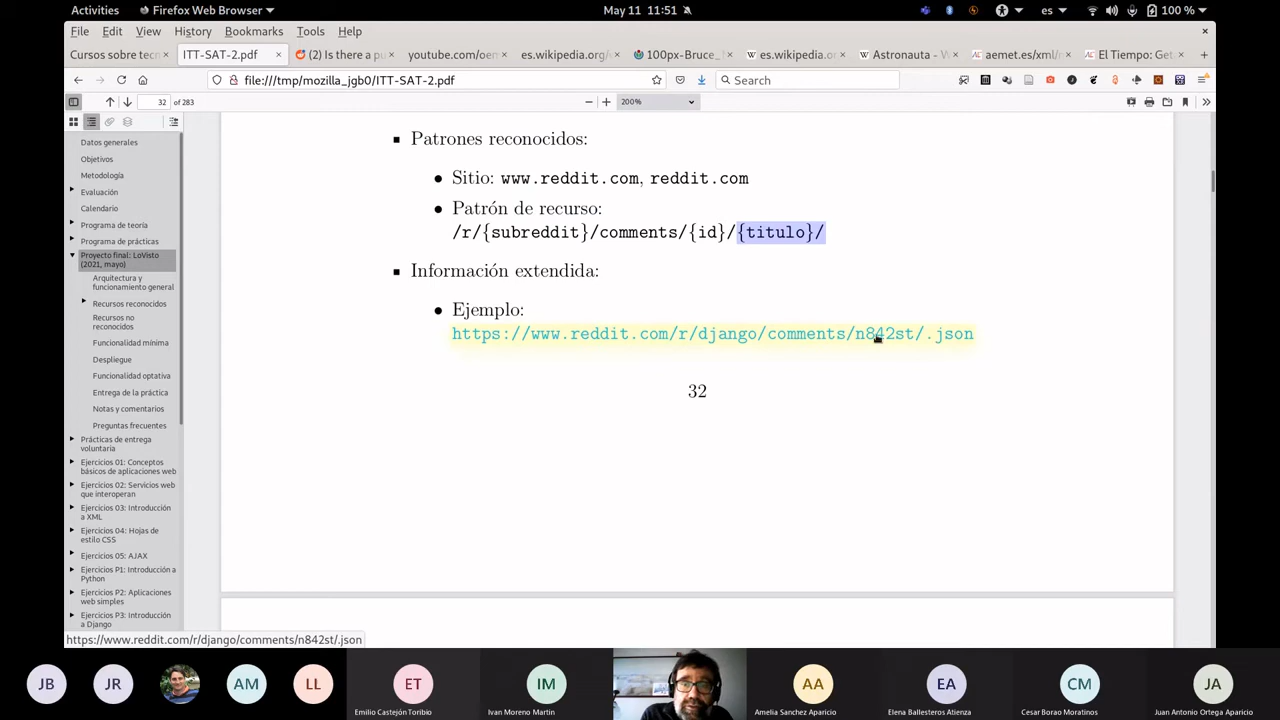 Activities
Firefox Web Browser
May 11 11:51
es
100 %
File Edit View History Bookmarks Tools Help
Cursos sobre tecn
ITT-SAT-2.pdf
(2) Is there a pu
youtube.com/oem
es.wikipedia.org/
100px-Bruce_
es.wikipedia.or
Astronauta - W
aemet.es/xml/m
El Tiempo: Get
file:///tmp/mozilla_jgb0/ITT-SAT-2.pdf
Search
32 of 283
200%
Datos generales
Objetivos
Metodología
Evaluación
Calendario
Programa de teoría
Programa de prácticas
Proyecto final: LoVisto
(2021, mayo)
Arquitectura y
funcionamiento general
Recursos reconocidos
Recursos no
reconocidos
Funcionalidad mínima
Despliegue
Funcionalidad optativa
Entrega de la práctica
Notas y comentarios
Preguntas frecuentes
Prácticas de entrega
voluntaria
Ejercicios 01: Conceptos
básicos de aplicaciones web
Ejercicios 02: Servicios web
que interoperan
Ejercicios 03: Introducción
a XML
Ejercicios 04: Hojas de
estilo CSS
Ejercicios 05: AJAX
Ejercicios P1: Introducción a
Python
Ejercicios P2: Aplicaciones
web simples
Ejercicios P3: Introducción
a Django
Patrones reconocidos:
Sitio: www.reddit.com, reddit.com
Patrón de recurso:
/r/{subreddit}/comments/{id}/{titulo}/
Información extendida:
Ejemplo:
https://www.reddit.com/r/django/comments/n842st/.json
32
https://www.reddit.com/r/django/comments/n842st/.json
JB
JR
AM
LL
ET
Emilio Castejón Toribio
IM
Ivan Moreno Martin
AA
Amelia Sanchez Aparicio
EA
Elena Ballesteros Atienza
CM
Cesar Borao Moratinos
JA
Juan Antonio Ortega Aparicio